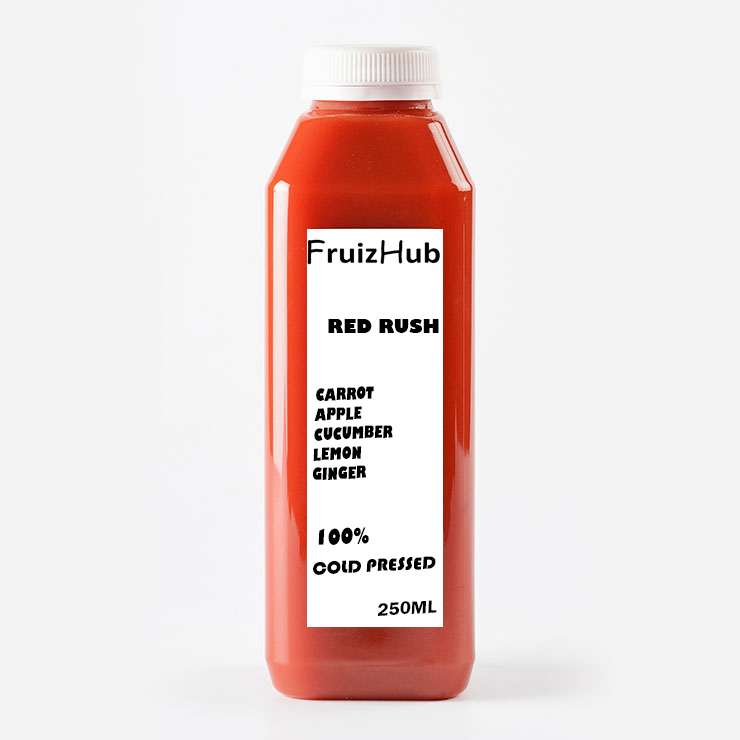 FruizHub
RED RUSH
CARROT
APPLE
CUCUMBER
LEMON
GINGER
100%
COLD PRESSED
250ML